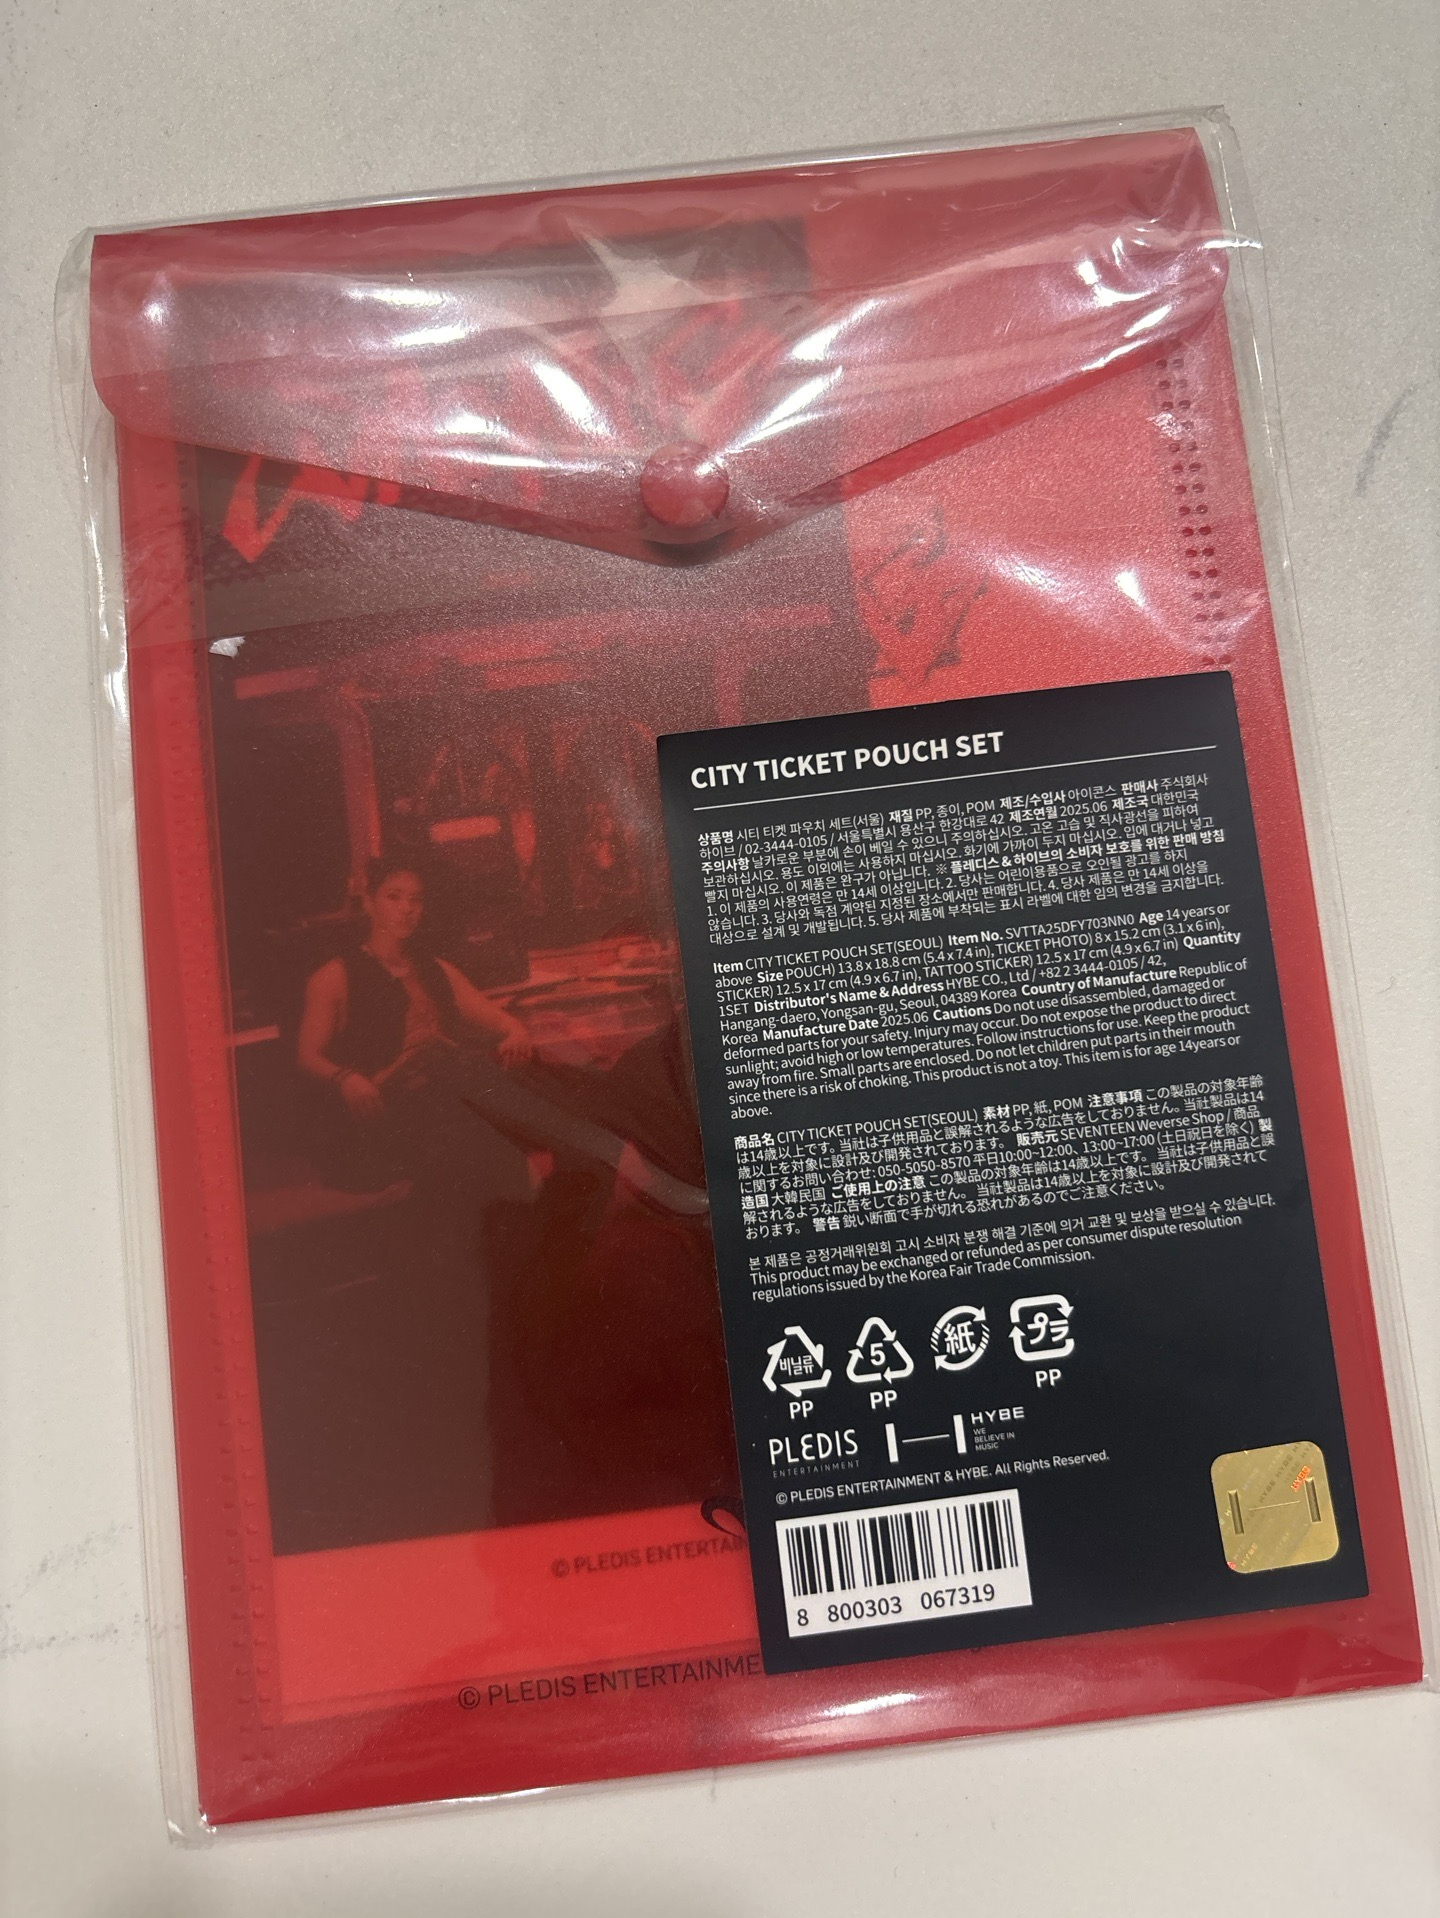 CITY TICKET POUCH SET
상품명 시티 티켓 파우치 세트(서울) 재질 PP, 종이, POM 제조/수입사 아이콘스 판매사 주식회사
하이브 / 02-3444-0105 / 서울특별시 용산구 한강대로 42 제조연월 2025.06 제조국 대한민국
주의사항 날카로운 부분에 손이 베일 수 있으니 주의하십시오. 고온 고습 및 직사광선을 피하여
보관하십시오. 용도 이외에는 사용하지 마십시오. 화기에 가까이 두지 마십시오. 입에 대거나 넣고
빨지 마십시오. 이 제품은 완구가 아닙니다. ※ 플레디스 & 하이브의 소비자 보호를 위한 판매 방침
1. 이 제품의 사용연령은 만 14세 이상입니다. 2. 당사는 어린이용품으로 오인될 광고를 하지
않습니다. 3. 당사와 독점 계약된 지정된 장소에서만 판매합니다. 4. 당사 제품은 만 14세 이상을
대상으로 설계 및 개발됩니다. 5. 당사 제품에 부착되는 표시 라벨에 대한 임의 변경을 금지합니다.
Item CITY TICKET POUCH SET(SEOUL) Item No. SVTTA25DFY703NN0 Age 14 years or
above Size POUCH) 13.8 x 18.8 cm (5.4 x 7.4 in), TICKET PHOTO) 8 x 15.2 cm (3.1 x 6 in),
STICKER) 12.5 x 17 cm (4.9 x 6.7 in), TATTOO STICKER) 12.5 x 17 cm (4.9 x 6.7 in) Quantity
1SET Distributor's Name & Address HYBE CO., Ltd / +82 2 3444-0105 / 42,
Hangang-daero, Yongsan-gu, Seoul, 04389 Korea Country of Manufacture Republic of
Korea Manufacture Date 2025.06 Cautions Do not use disassembled, damaged or
deformed parts for your safety. Injury may occur. Do not expose the product to direct
sunlight; avoid high or low temperatures. Follow instructions for use. Keep the product
away from fire. Small parts are enclosed. Do not let children put parts in their mouth
since there is a risk of choking. This product is not a toy. This item is for age 14years or
above.
商品名 CITY TICKET POUCH SET(SEOUL) 素材 PP, 紙, POM 注意事項 この製品の対象年齢
は14歳以上です。当社は子供用品と誤解されるような広告をしておりません。当社製品は14
歳以上を対象に設計及び開発されております。 販売元 SEVENTEEN Weverse Shop / 商品
に関するお問い合わせ: 050-5050-8570 平日10:00~12:00、13:00~17:00 (土日祝日を除く) 製
造国 大韓民国 ご使用上の注意 この製品の対象年齢は14歳以上です。 当社は子供用品と誤
解されるような広告をしておりません。 当社製品は14歳以上を対象に設計及び開発されて
おります。 警告 鋭い断面で手が切れる恐れがあるのでご注意ください。
본 제품은 공정거래위원회 고시 소비자 분쟁 해결 기준에 의거 교환 및 보상을 받으실 수 있습니다.
This product may be exchanged or refunded as per consumer dispute resolution
regulations issued by the Korea Fair Trade Commission.
비닐류 5 紙 プラ
PP PP PP
PLEDIS
ENTERTAINMENT
HYBE
WE
BELIEVE IN
MUSIC
© PLEDIS ENTERTAINMENT & HYBE. All Rights Reserved.
8 800303 067319
HYBE
© PLEDIS ENTERTAIN
© PLEDIS ENTERTAINME